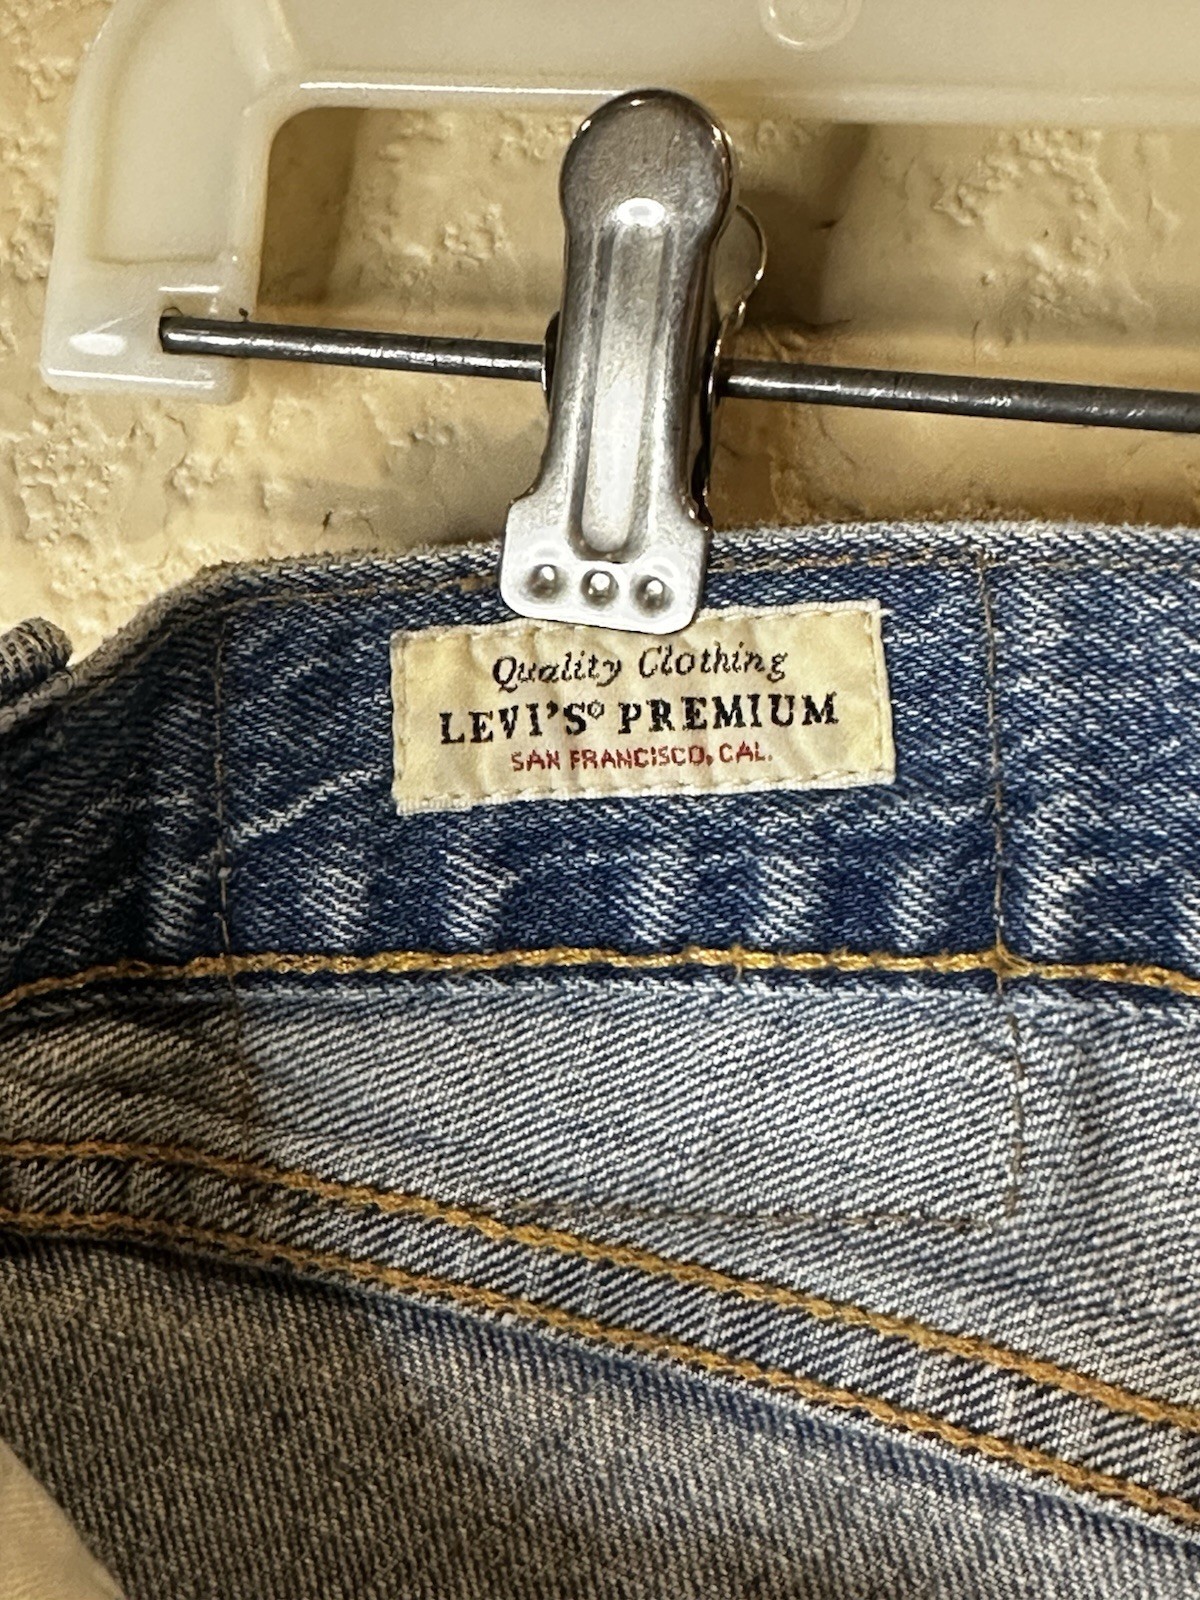 Quality Clothing
LEVI'S® PREMIUM
SAN FRANCISCO, CAL.